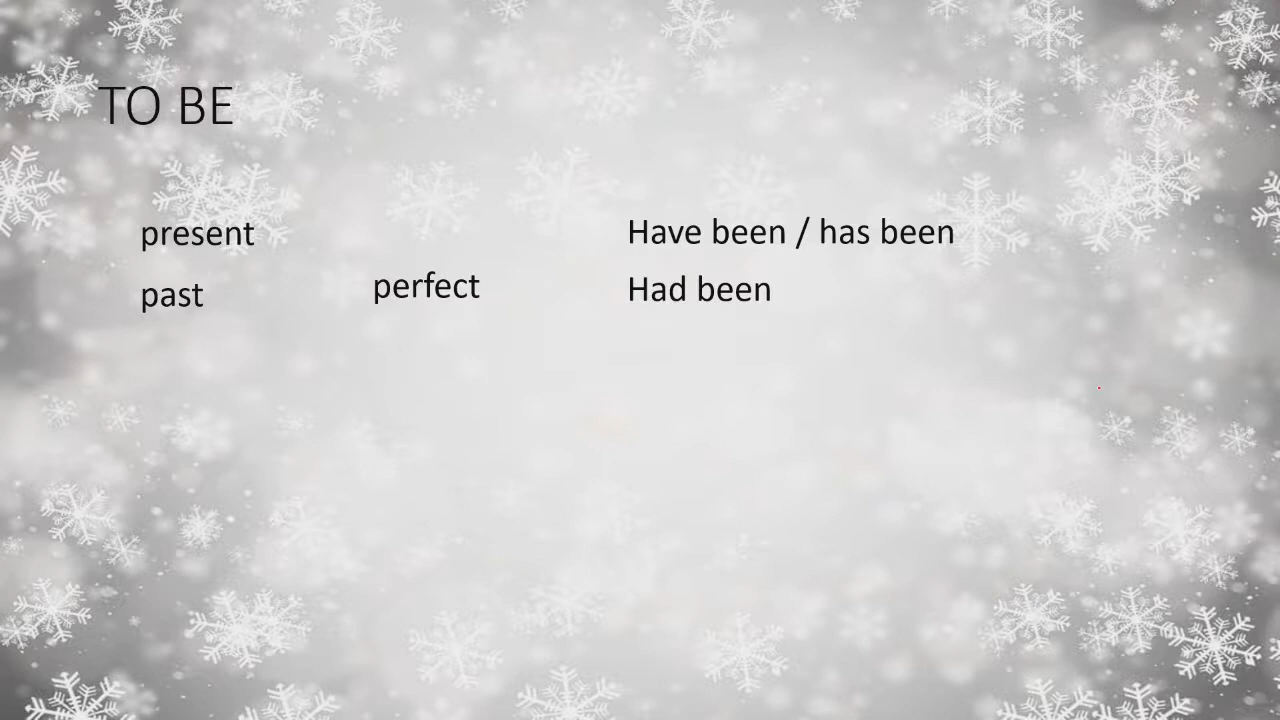 TO BE
present
Have been / has been
perfect
past
Had been